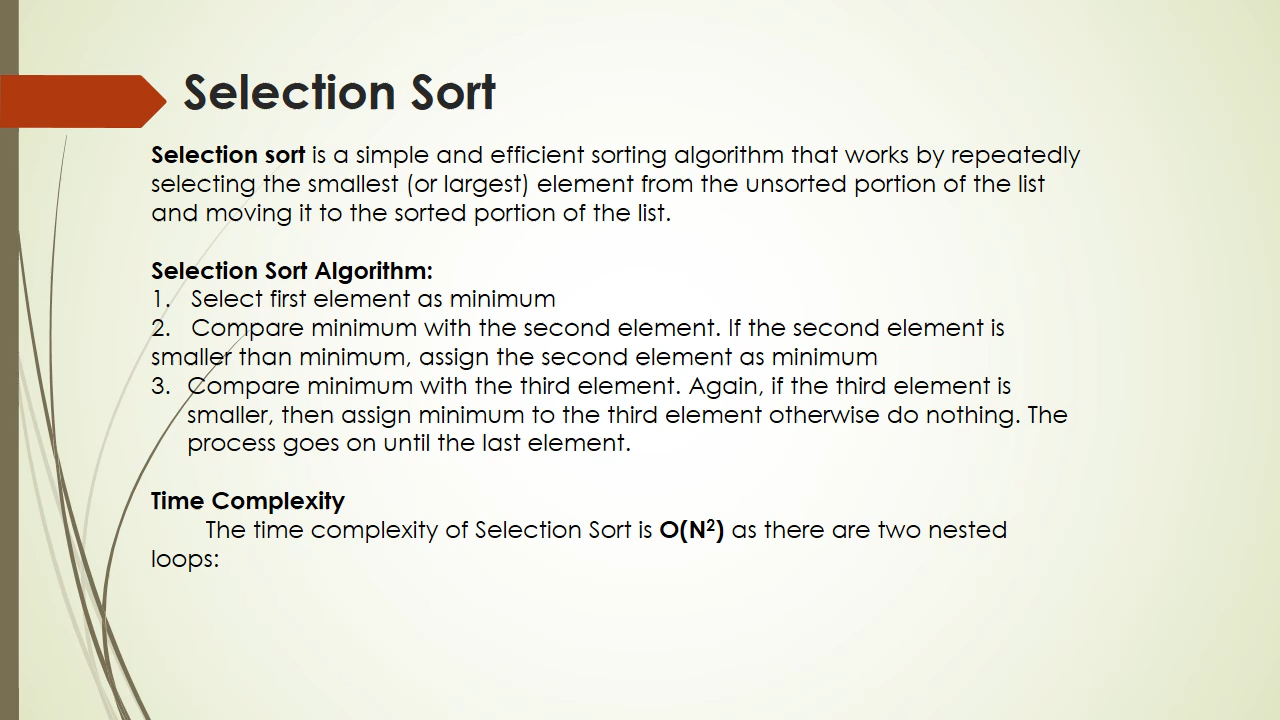 Selection Sort
Selection sort is a simple and efficient sorting algorithm that works by repeatedly
selecting the smallest (or largest) element from the unsorted portion of the list
and moving it to the sorted portion of the list.
Selection Sort Algorithm:
1. Select first element as minimum
2. Compare minimum with the second element. If the second element is
smaller than minimum, assign the second element as minimum
3. Compare minimum with the third element. Again, if the third element is
smaller, then assign minimum to the third element otherwise do nothing. The
process goes on until the last element.
Time Complexity
The time complexity of Selection Sort is O(N²) as there are two nested
loops: